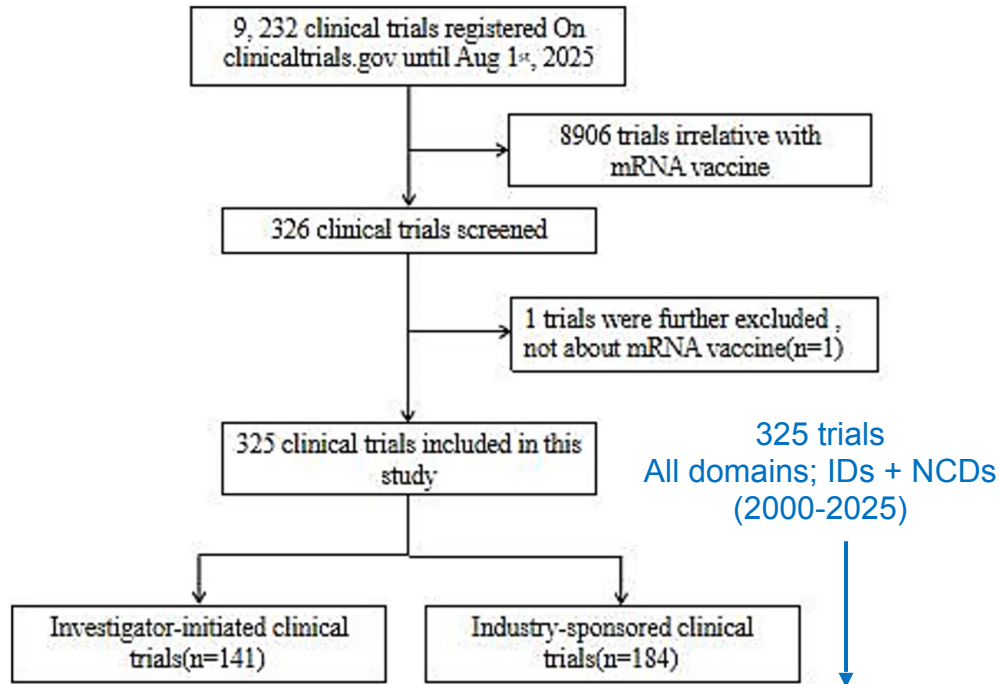 9, 232 clinical trials registered On
clinicaltrials.gov until Aug 1st, 2025
8906 trials irrelative with
mRNA vaccine
326 clinical trials screened
1 trials were further excluded ,
not about mRNA vaccine(n=1)
325 clinical trials included in this
study
325 trials
All domains; IDs + NCDs
(2000-2025)
Investigator-initiated clinical
trials(n=141)
Industry-sponsored clinical
trials(n=184)